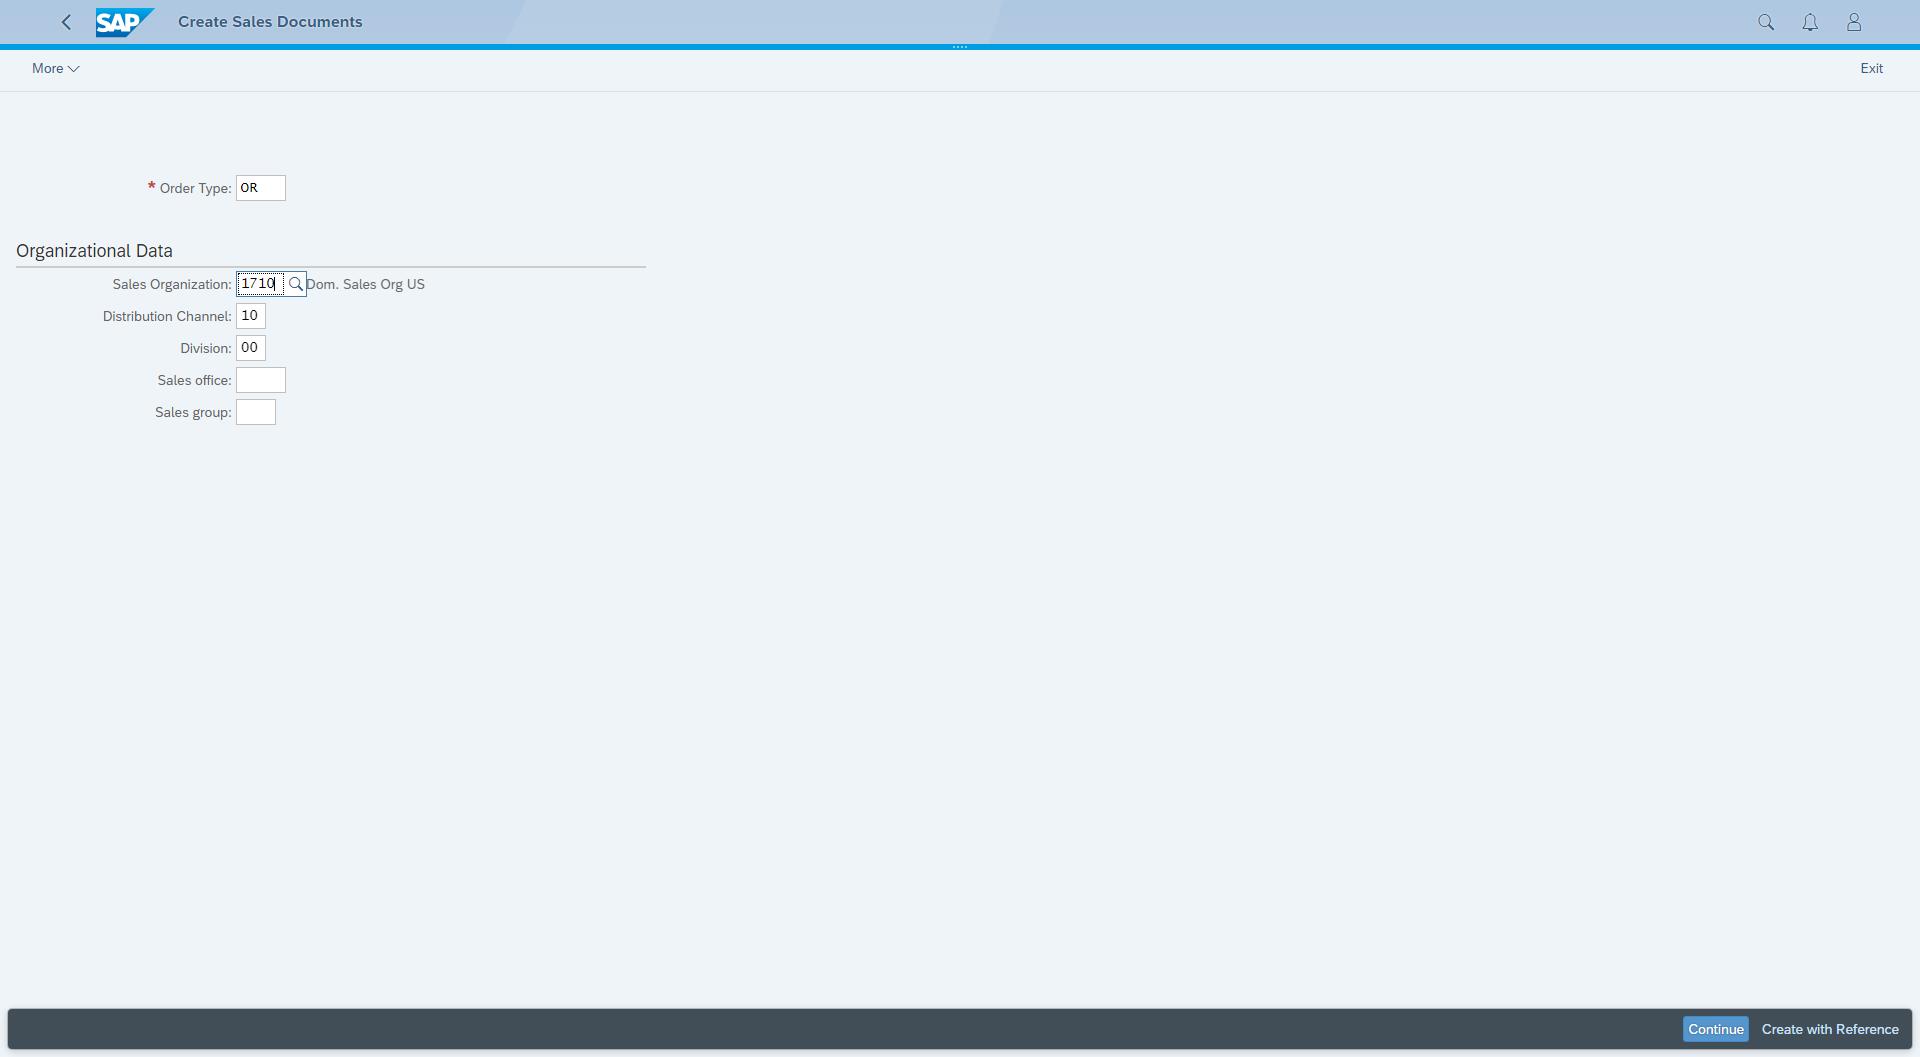 SAP Create Sales Documents
More Exit
* Order Type: OR
Organizational Data
Sales Organization: 1710 Dom. Sales Org US
Distribution Channel: 10
Division: 00
Sales office:
Sales group:
Continue Create with Reference